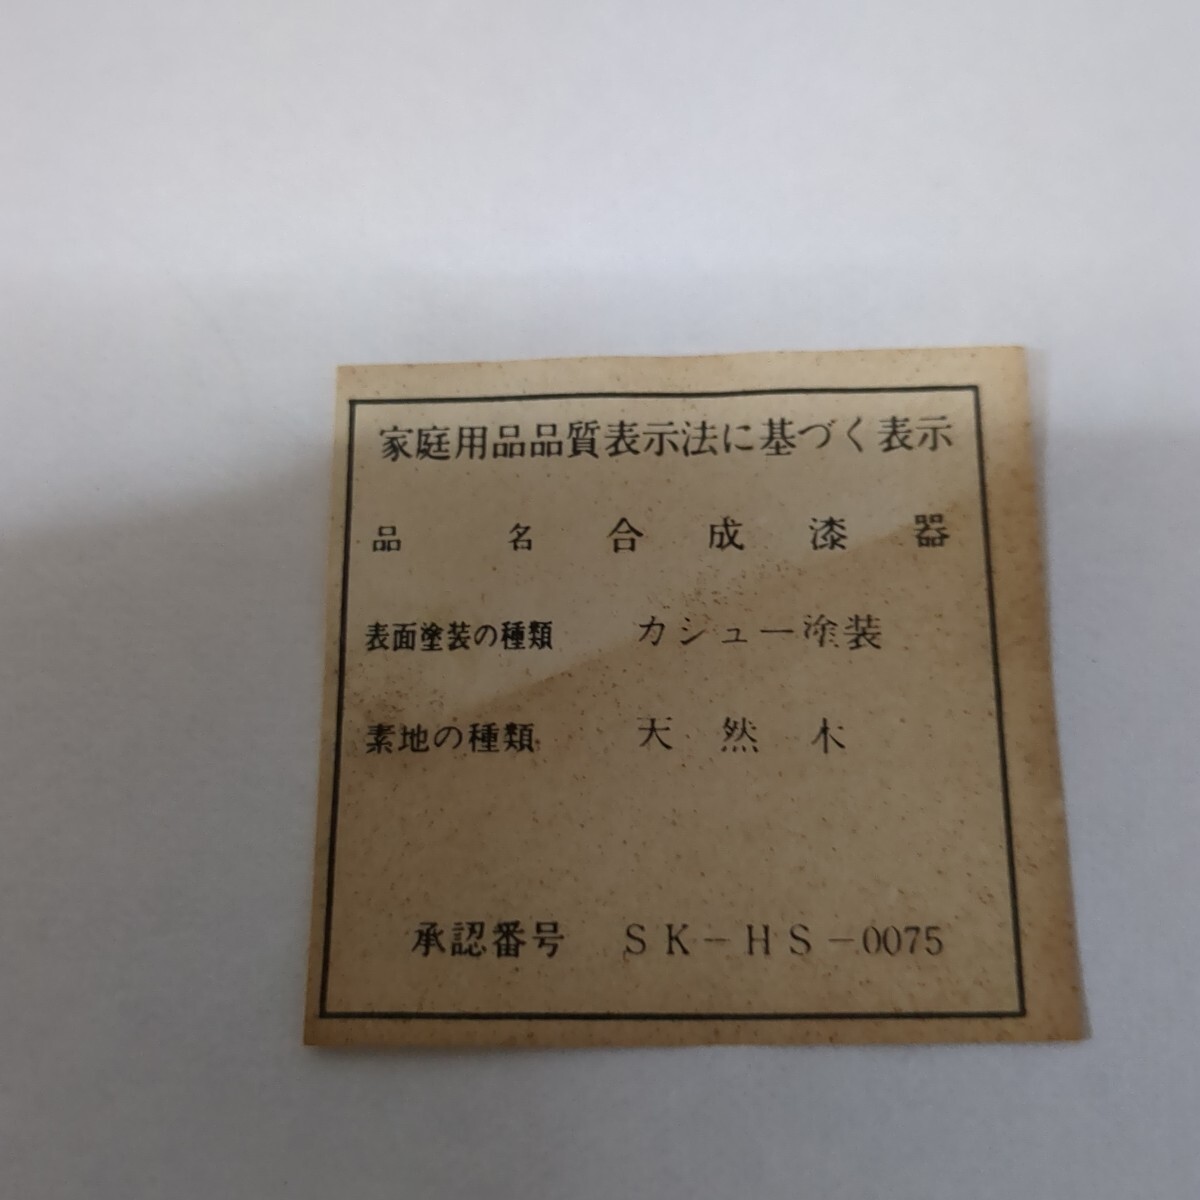 家庭用品品質表示法に基づく表示
品名 合成漆器
表面塗装の種類 カシュー塗装
素地の種類 天然木
承認番号 SK-HS-0075